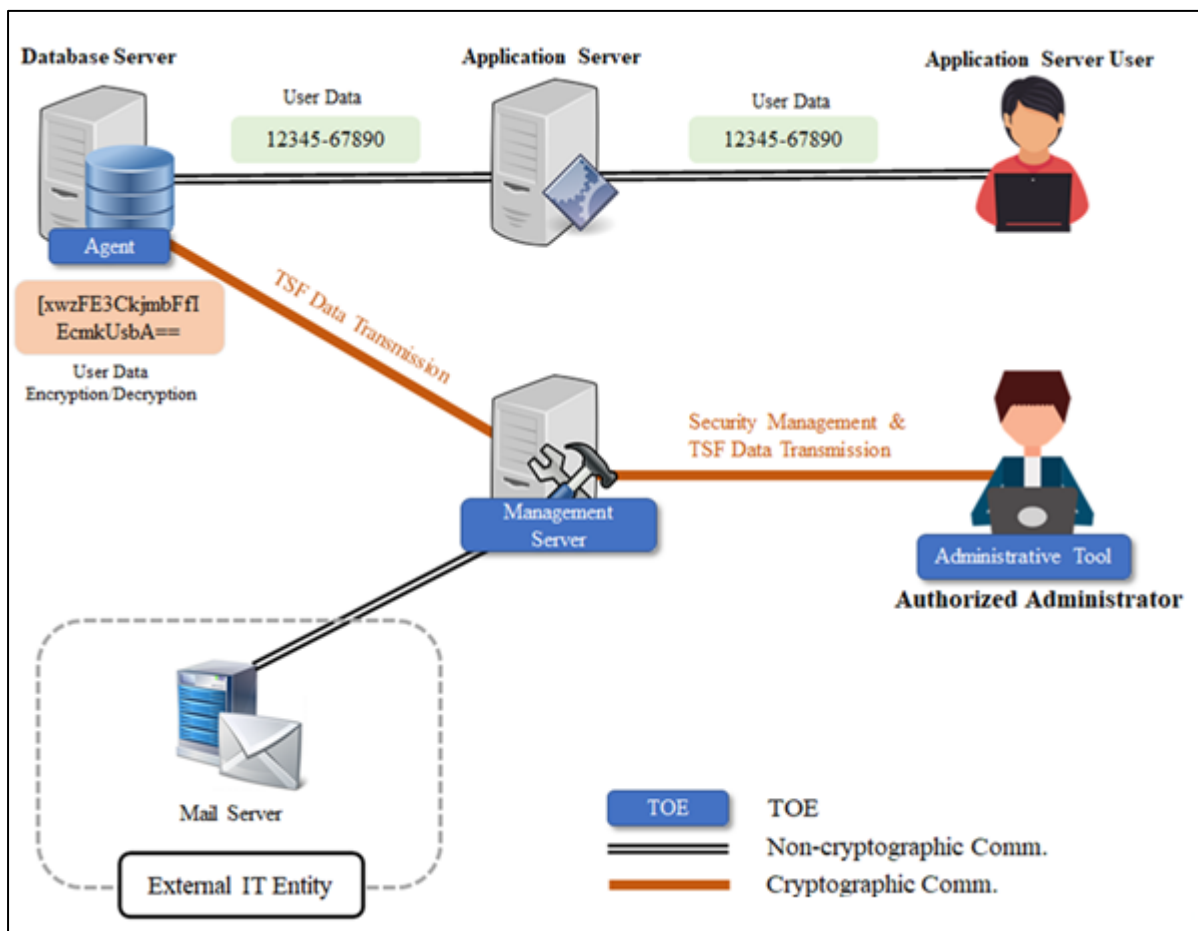 Database Server
Application Server
Application Server User
User Data
12345-67890
User Data
12345-67890
Agent
[xwzFE3CkjmbFfI
EcmkUsbA==
User Data
Encryption/Decryption
TSF Data Transmission
Security Management &
TSF Data Transmission
Management
Server
Administrative Tool
Authorized Administrator
Mail Server
External IT Entity
TOE
TOE
Non-cryptographic Comm.
Cryptographic Comm.